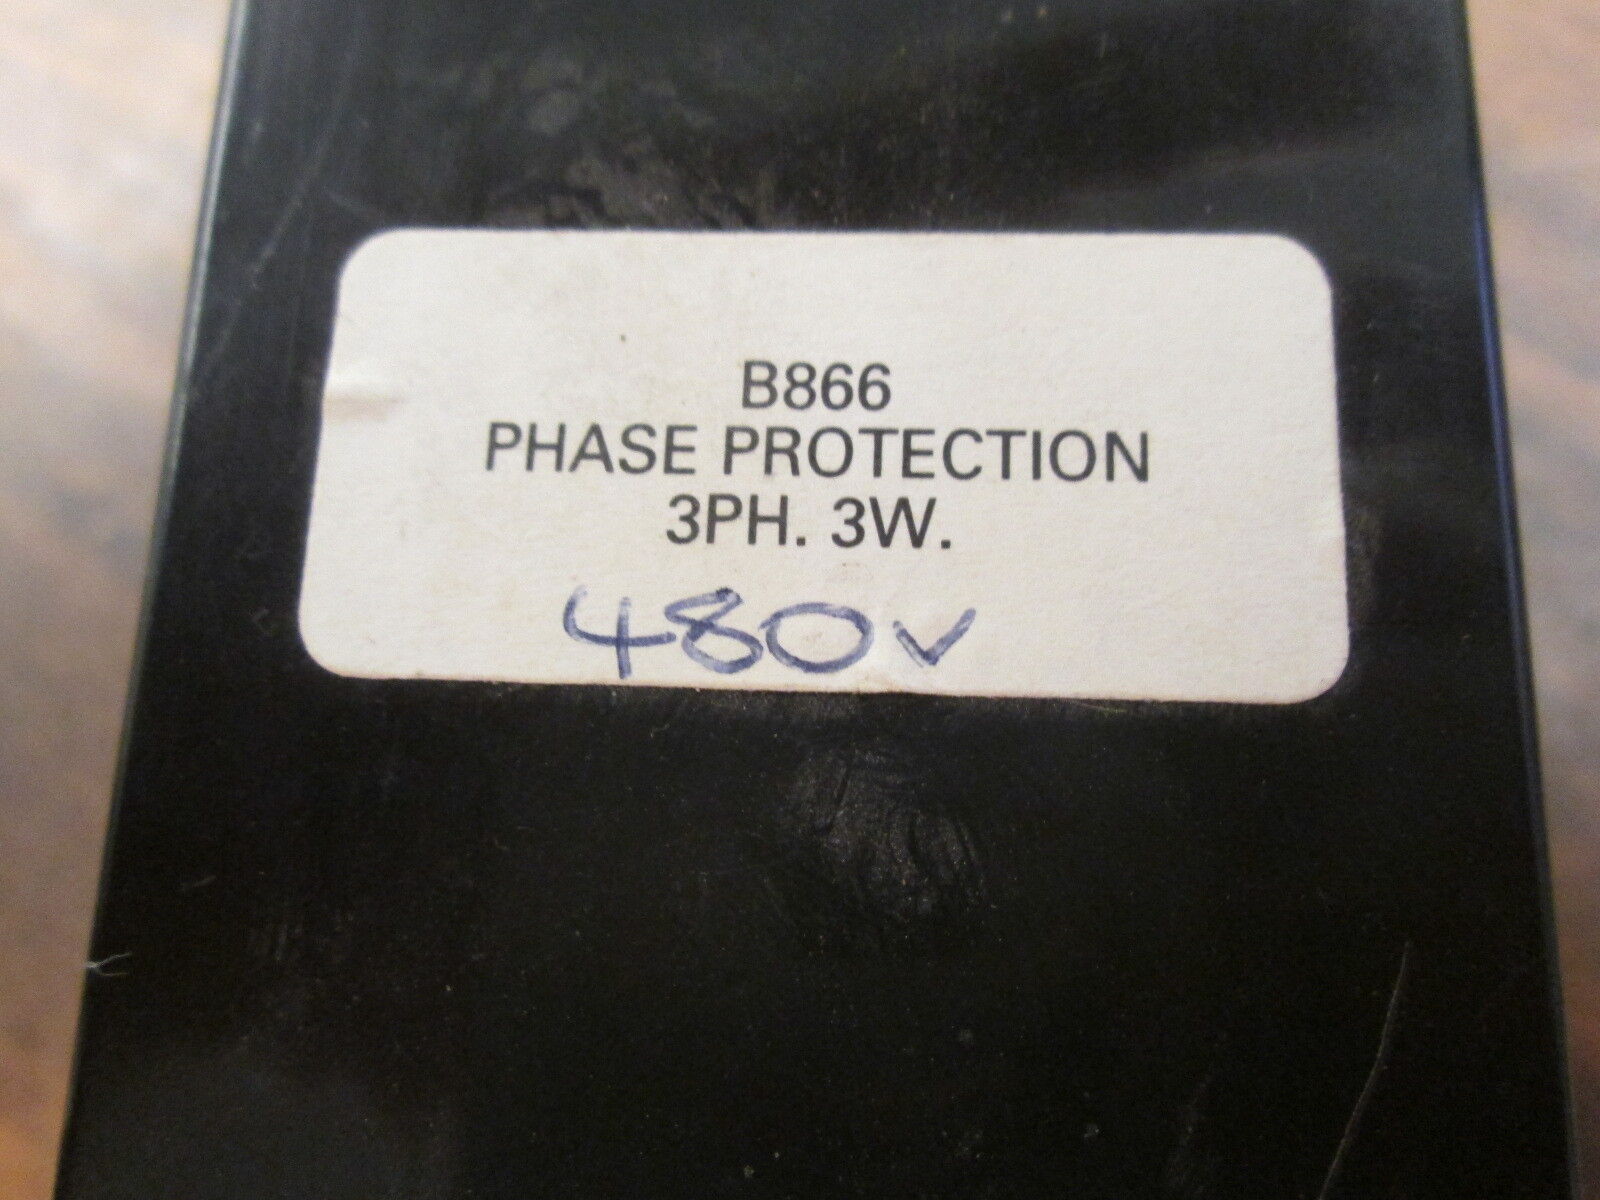 B866
PHASE PROTECTION
3PH. 3W.
480v